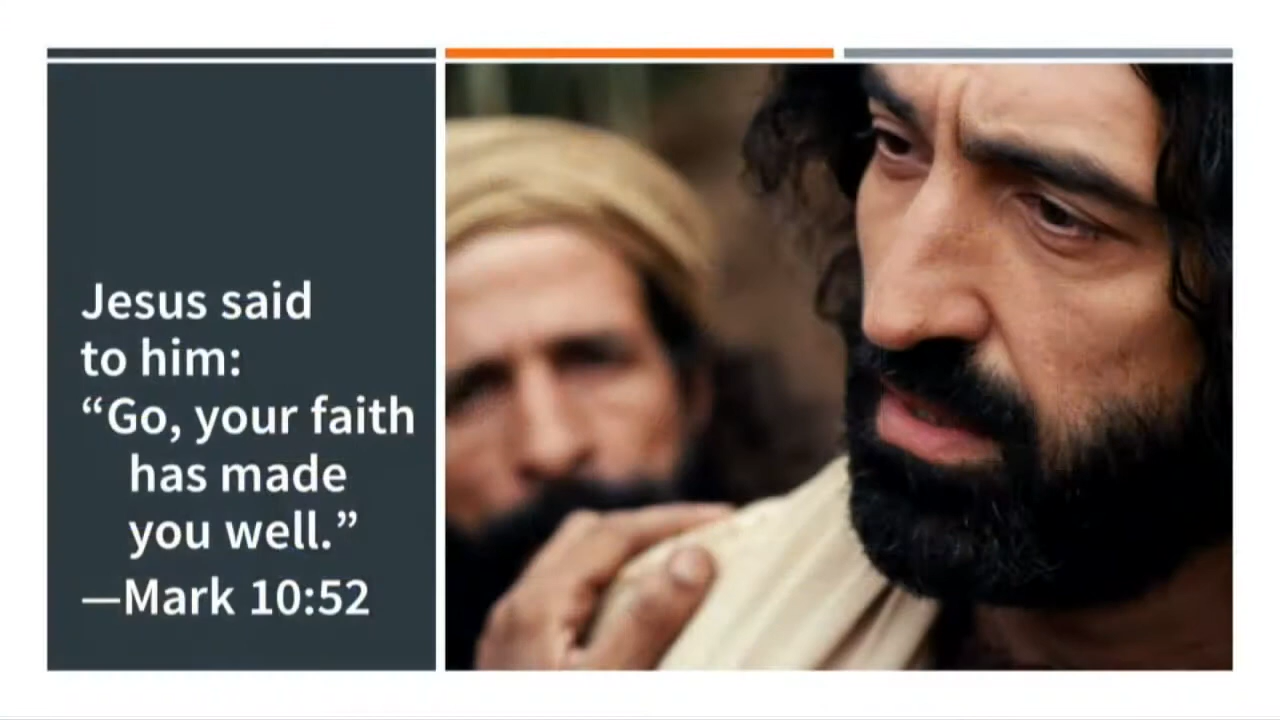 Jesus said
to him:
“Go, your faith
has made
you well.”
—Mark 10:52